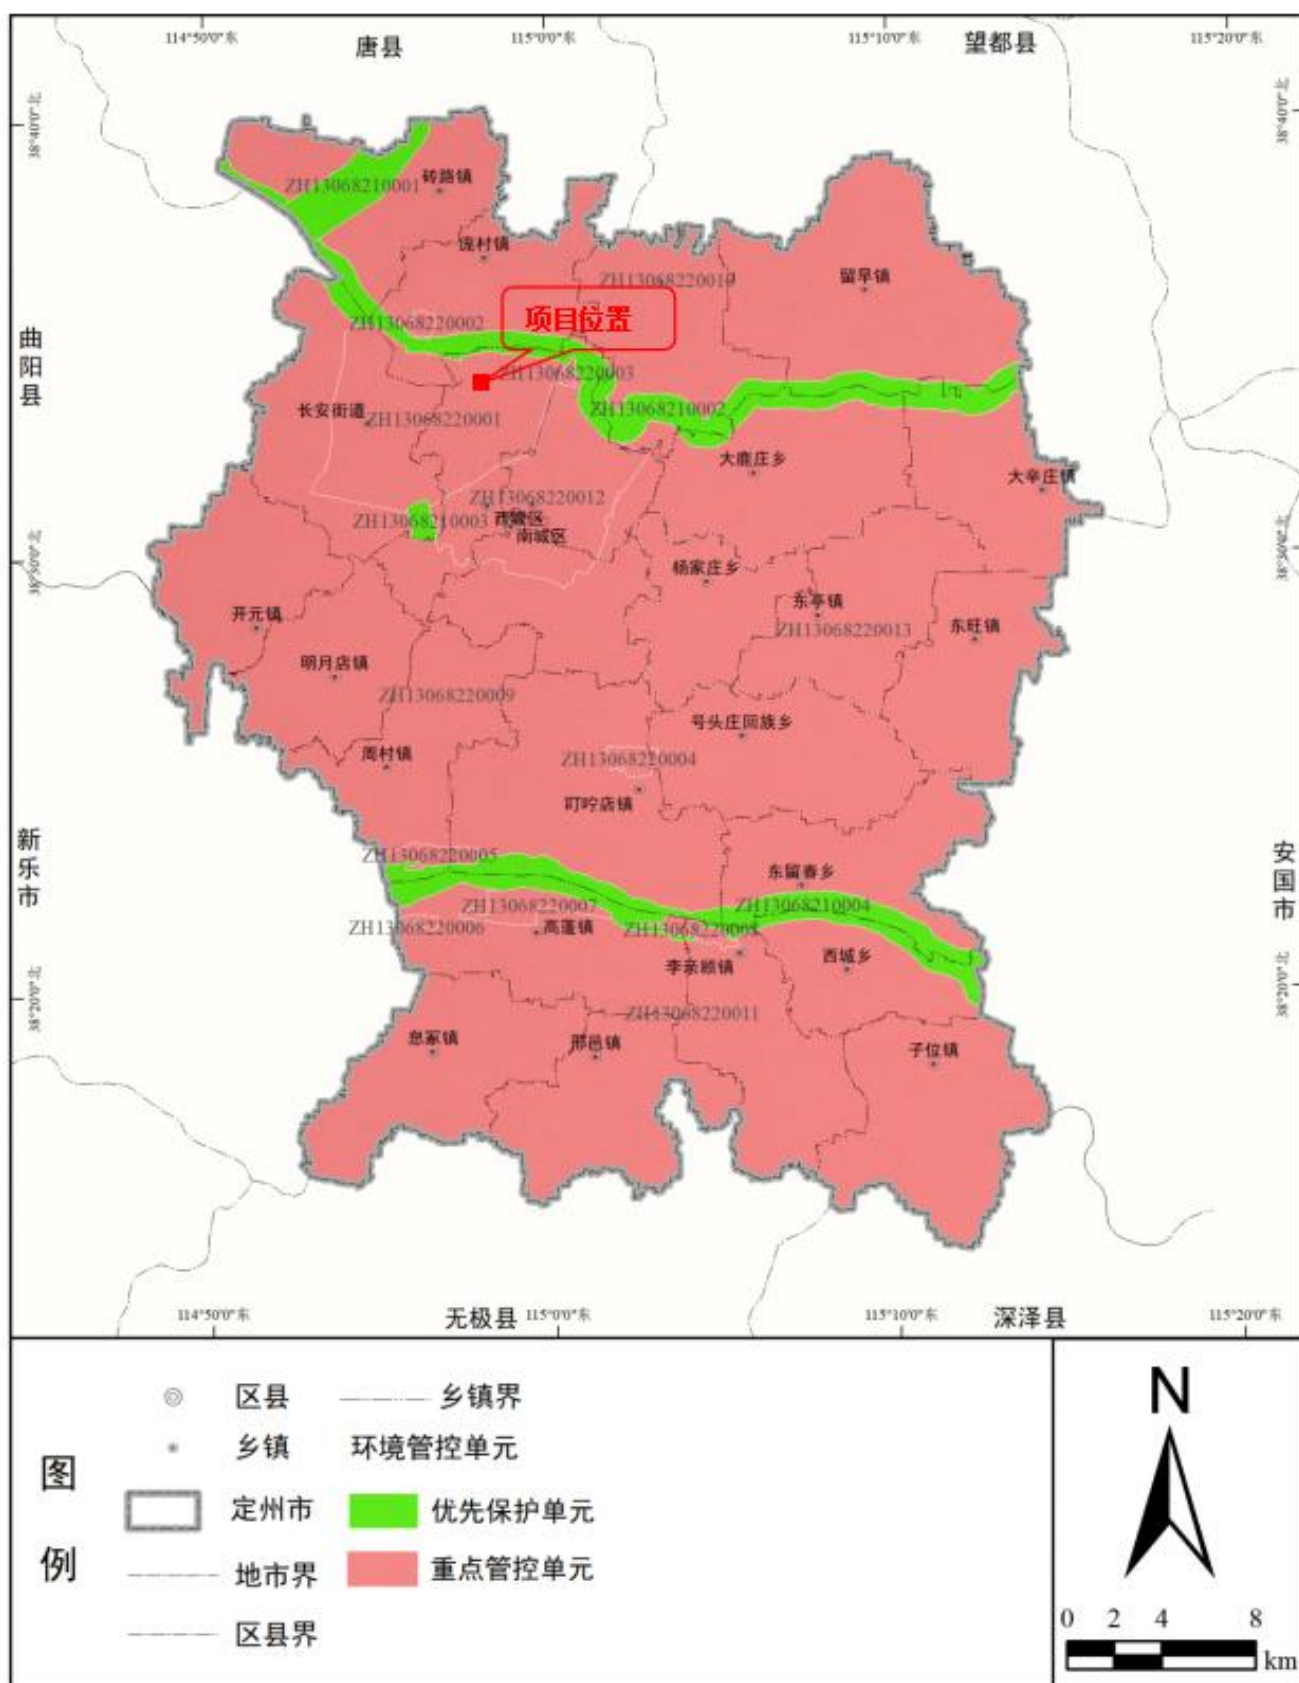 114°50'0"东
唐县
115°0'0"东
115°10'0"东
望都县
115°20'0"东
38°40'0"北
38°40'0"北
ZH13068210001
砖路镇
庞村镇
ZH13068220010
留早镇
ZH13068220002
项目位置
曲阳县
ZH13068220003
长安街道
ZH13068220001
ZH13068210002
大鹿庄乡
大辛庄镇
ZH13068220012
ZH13068210003
西城区
南城区
38°30'0"北
38°30'0"北
杨家庄乡
开元镇
东亭镇
ZH13068220013
东旺镇
明月店镇
ZH13068220009
号头庄回族乡
周村镇
ZH13068220004
叮咛店镇
新乐市
安国市
ZH13068220005
东留春乡
ZH13068220007
ZH13068210004
ZH13068220006
高蓬镇
ZH13068220008
李亲顾镇
西城乡
38°20'0"北
38°20'0"北
ZH13068220011
息冢镇
邢邑镇
子位镇
114°50'0"东
无极县
115°0'0"东
115°10'0"东
深泽县
115°20'0"东
图例
区县
乡镇界
乡镇
环境管控单元
定州市
优先保护单元
地市界
重点管控单元
区县界
N
0 2 4 8
km